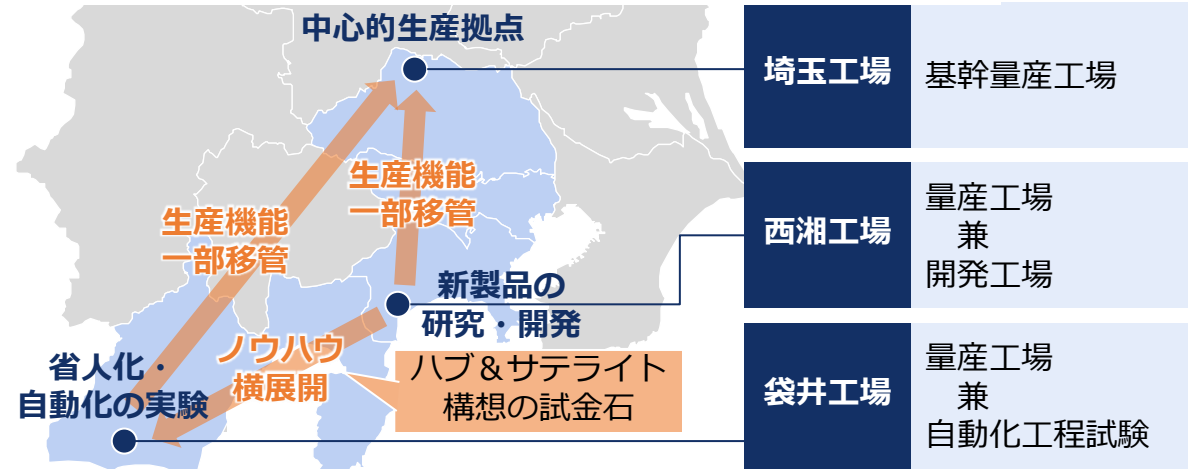 中心的生産拠点
生産機能
一部移管
生産機能
一部移管
新製品の
研究・開発
ノウハウ
横展開
省人化・
自動化の実験
ハブ＆サテライト
構想の試金石
埼玉工場
基幹量産工場
西湘工場
量産工場
兼
開発工場
袋井工場
量産工場
兼
自動化工程試験